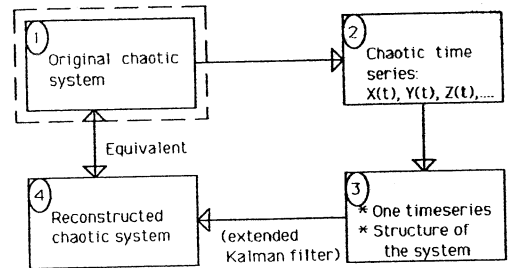 1
Original chaotic
system
2
Chaotic time
series:
X(t), Y(t), Z(t),....
Equivalent
3
* One timeseries
* Structure of
the system
(extended
Kalman filter)
4
Reconstructed
chaotic system